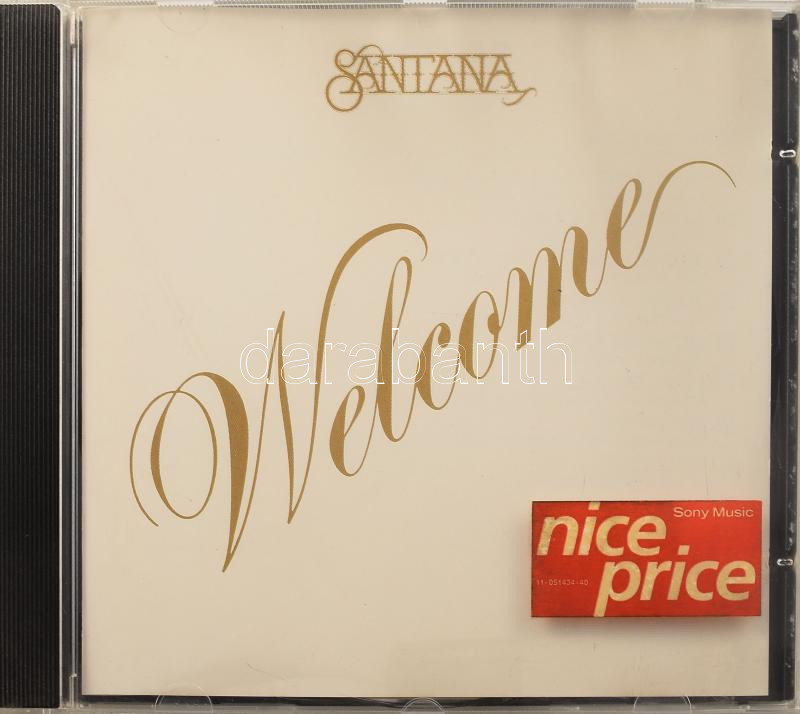 SANTANA
Welcome
darabanth
Sony Music
nice
price
11-051434-40